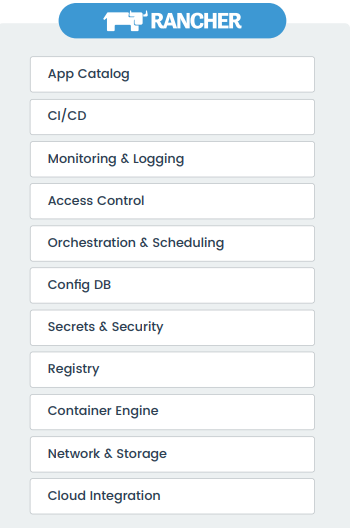 RANCHER
App Catalog
CI/CD
Monitoring & Logging
Access Control
Orchestration & Scheduling
Config DB
Secrets & Security
Registry
Container Engine
Network & Storage
Cloud Integration